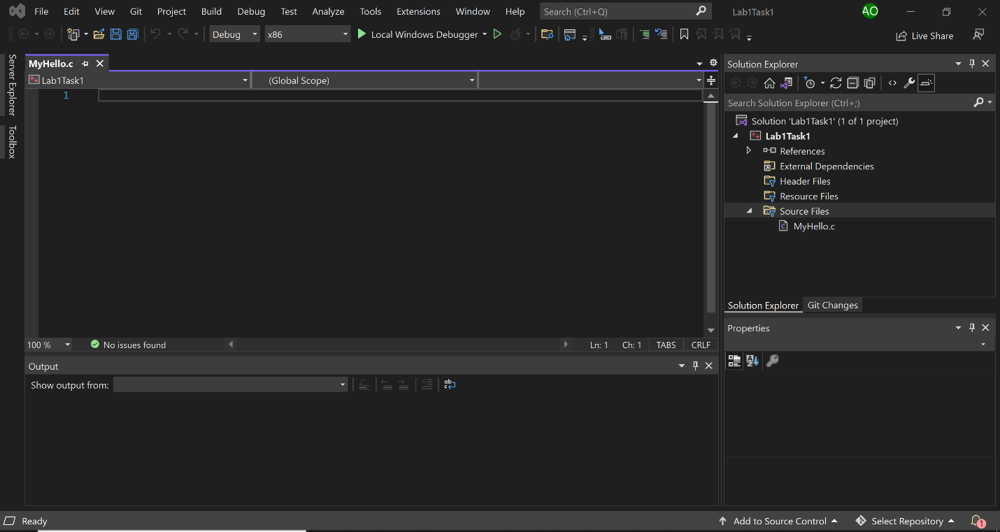 File Edit View Git Project Build Debug Test Analyze Tools Extensions Window Help Search (Ctrl+Q) Lab1Task1 AO
Debug x86 Local Windows Debugger Live Share
Server Explorer
Toolbox
MyHello.c
Lab1Task1 (Global Scope)
1
100 % No issues found Ln: 1 Ch: 1 TABS CRLF
Output
Show output from:
Solution Explorer
Search Solution Explorer (Ctrl+;)
Solution 'Lab1Task1' (1 of 1 project)
Lab1Task1
References
External Dependencies
Header Files
Resource Files
Source Files
MyHello.c
Solution Explorer Git Changes
Properties
Ready Add to Source Control Select Repository 1